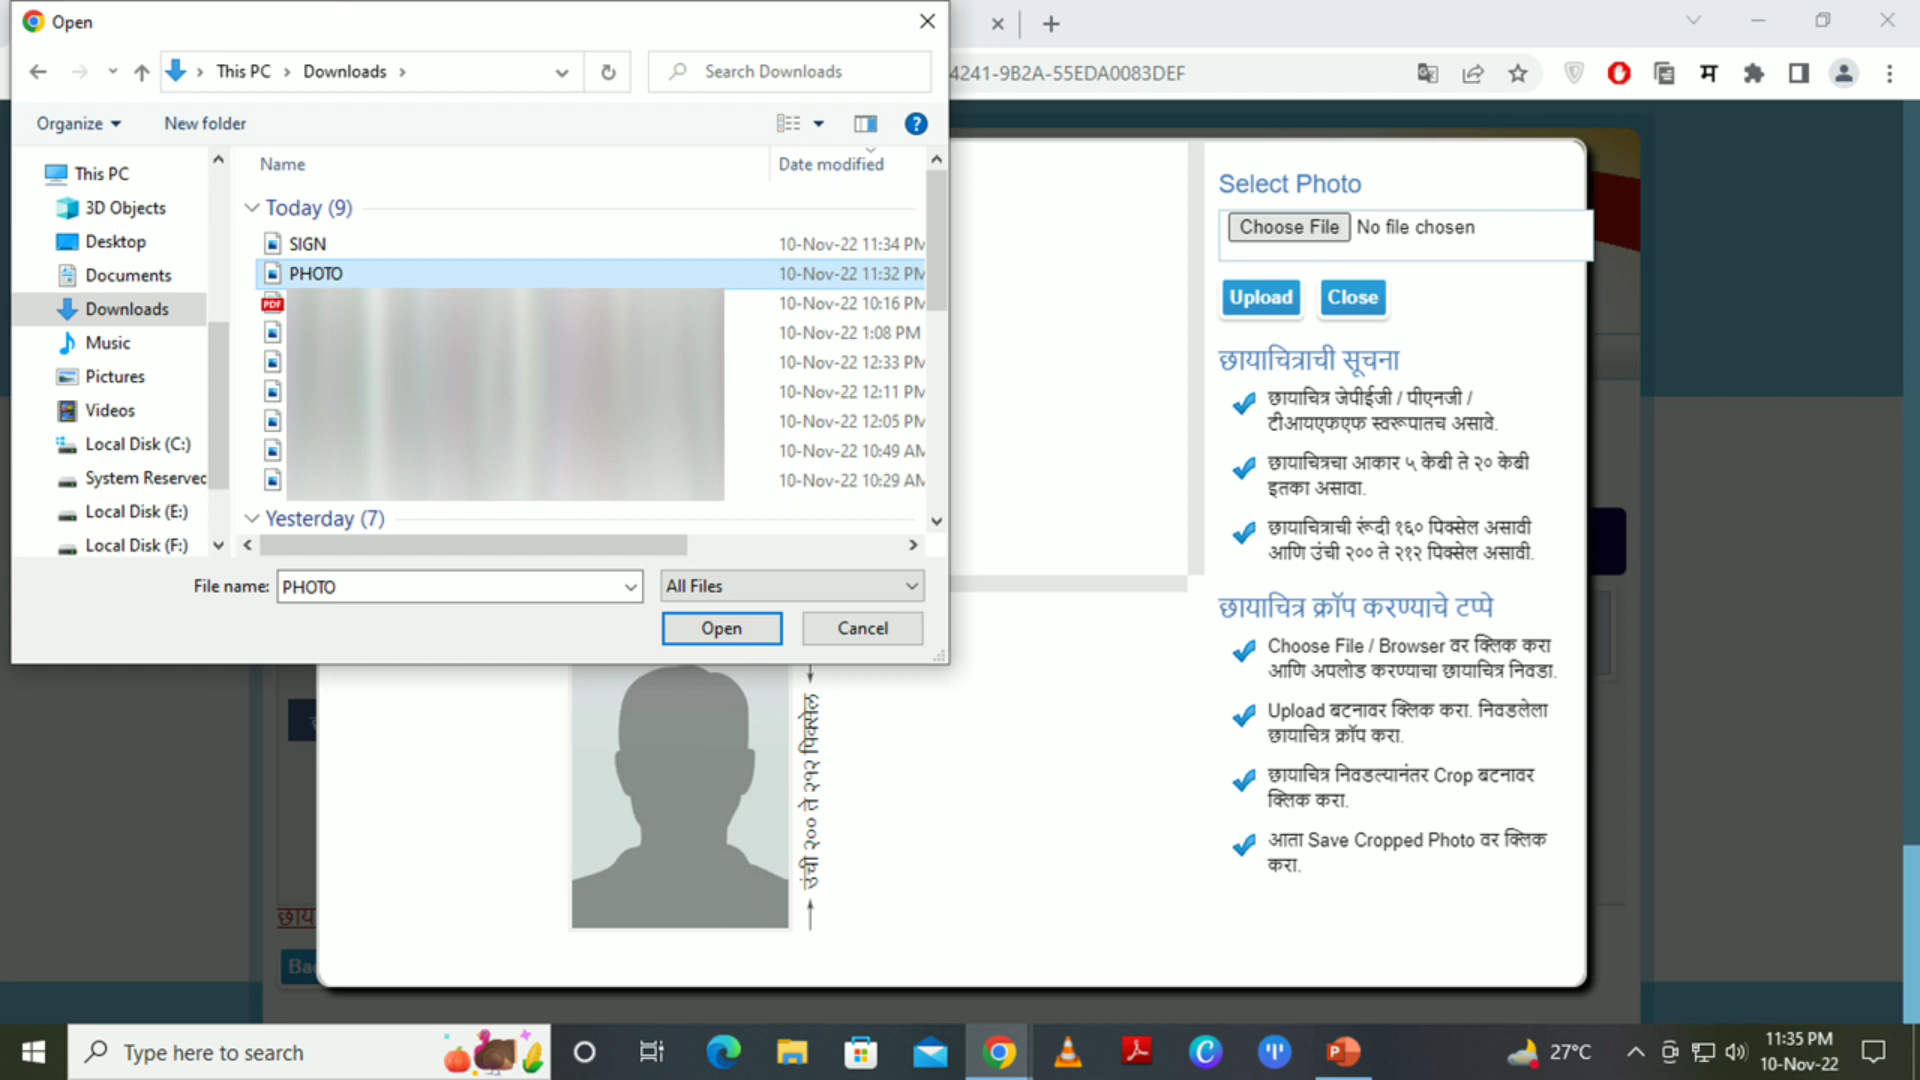 Open
This PC
Downloads
Search Downloads
4241-9B2A-55EDA0083DEF
Organize
New folder
This PC
3D Objects
Desktop
Documents
Downloads
Music
Pictures
Videos
Local Disk (C:)
System Reserved
Local Disk (E:)
Local Disk (F:)
Name
Date modified
Today (9)
SIGN 10-Nov-22 11:34 PM
PHOTO 10-Nov-22 11:32 PM
10-Nov-22 10:16 PM
10-Nov-22 1:08 PM
10-Nov-22 12:33 PM
10-Nov-22 12:11 PM
10-Nov-22 12:05 PM
10-Nov-22 10:49 AM
10-Nov-22 10:29 AM
Yesterday (7)
File name: PHOTO
All Files
Open
Cancel
Select Photo
Choose File No file chosen
Upload
Close
छायाचित्राची सूचना
छायाचित्र जेपीईजी / पीएनजी /
टीआयएफएफ स्वरूपातच असावे.
छायाचित्रचा आकार ५ केबी ते २० केबी
इतका असावा.
छायाचित्राची रूंदी १६० पिक्सेल असावी
आणि उंची २०० ते २१२ पिक्सेल असावी.
छायाचित्र क्रॉप करण्याचे टप्पे
Choose File / Browser वर क्लिक करा
आणि अपलोड करण्याचा छायाचित्र निवडा.
Upload बटनावर क्लिक करा. निवडलेला
छायाचित्र क्रॉप करा.
छायाचित्र निवडल्यानंतर Crop बटनावर
क्लिक करा.
आता Save Cropped Photo वर क्लिक
करा.
उंची २०० ते २१२ पिक्सेल
Type here to search
27°C
11:35 PM
10-Nov-22